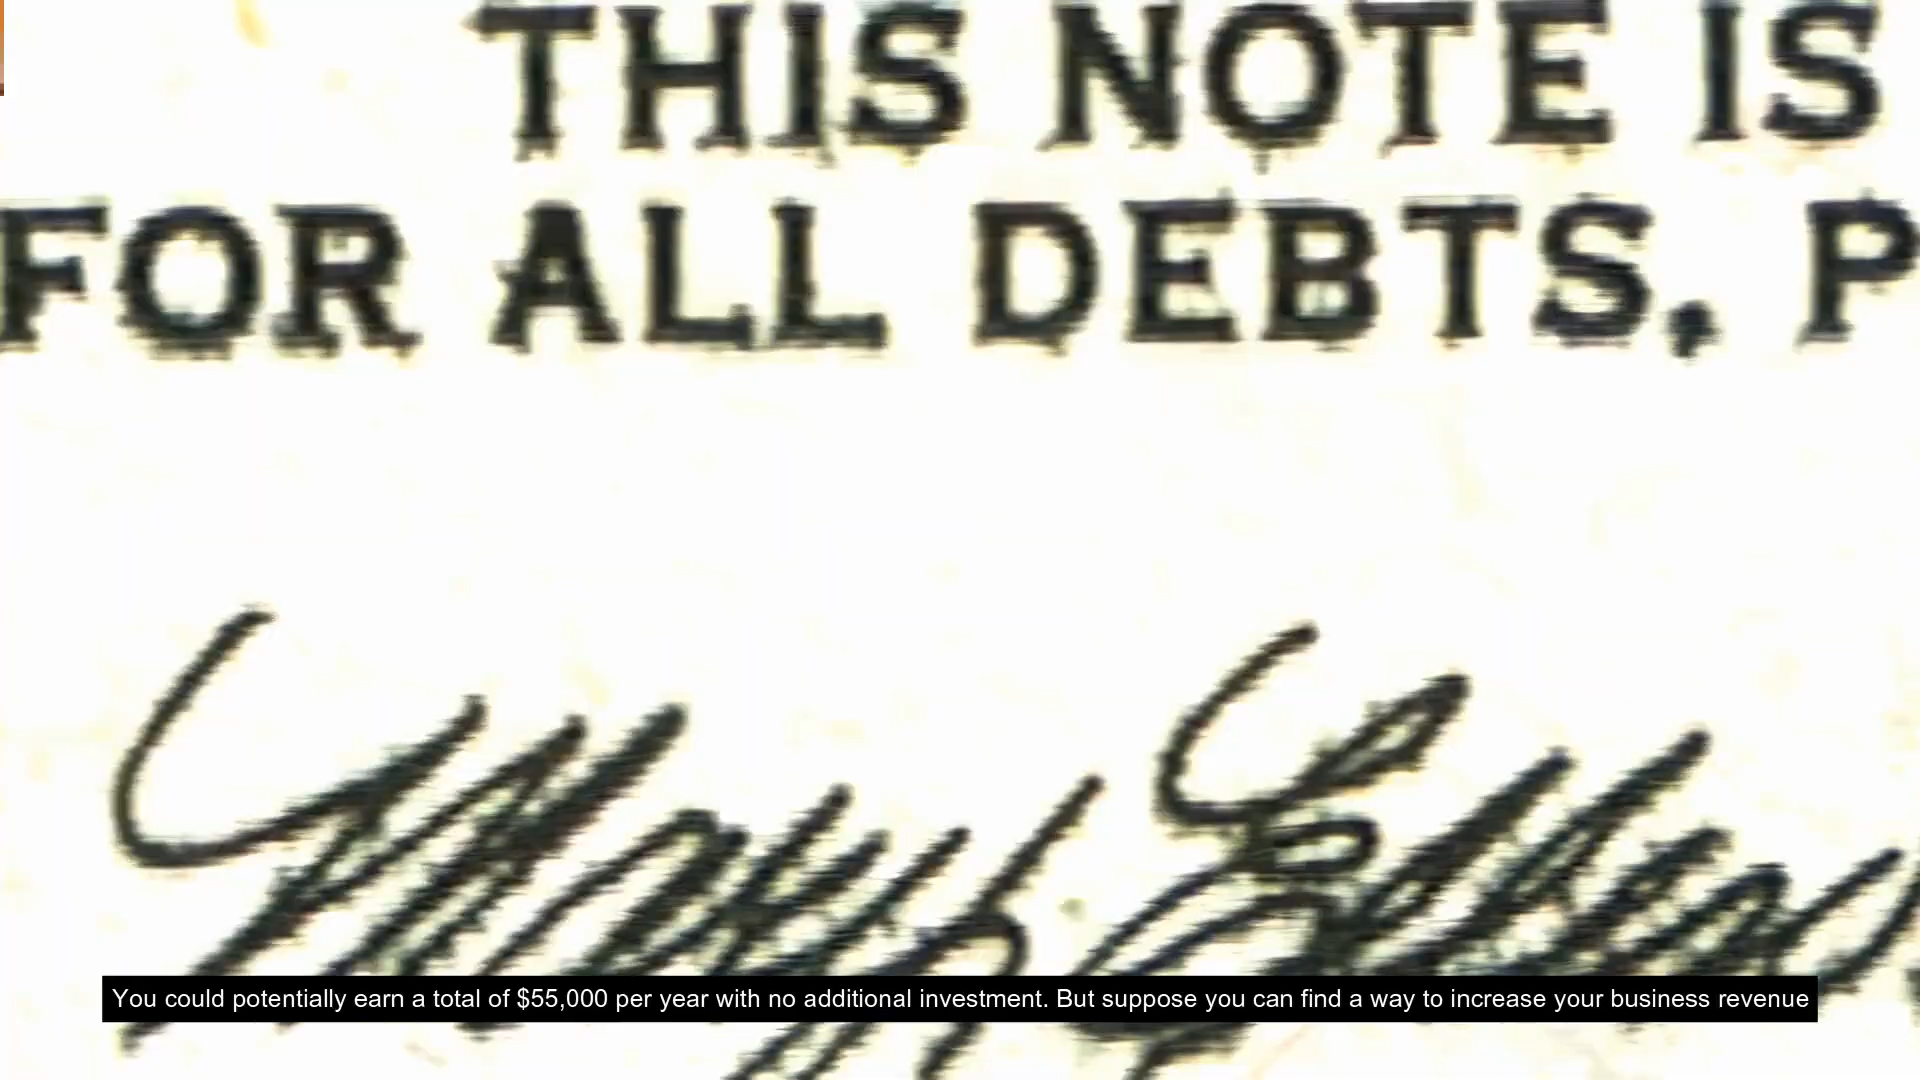 THIS NOTE IS
FOR ALL DEBTS, P
You could potentially earn a total of $55,000 per year with no additional investment. But suppose you can find a way to increase your business revenue